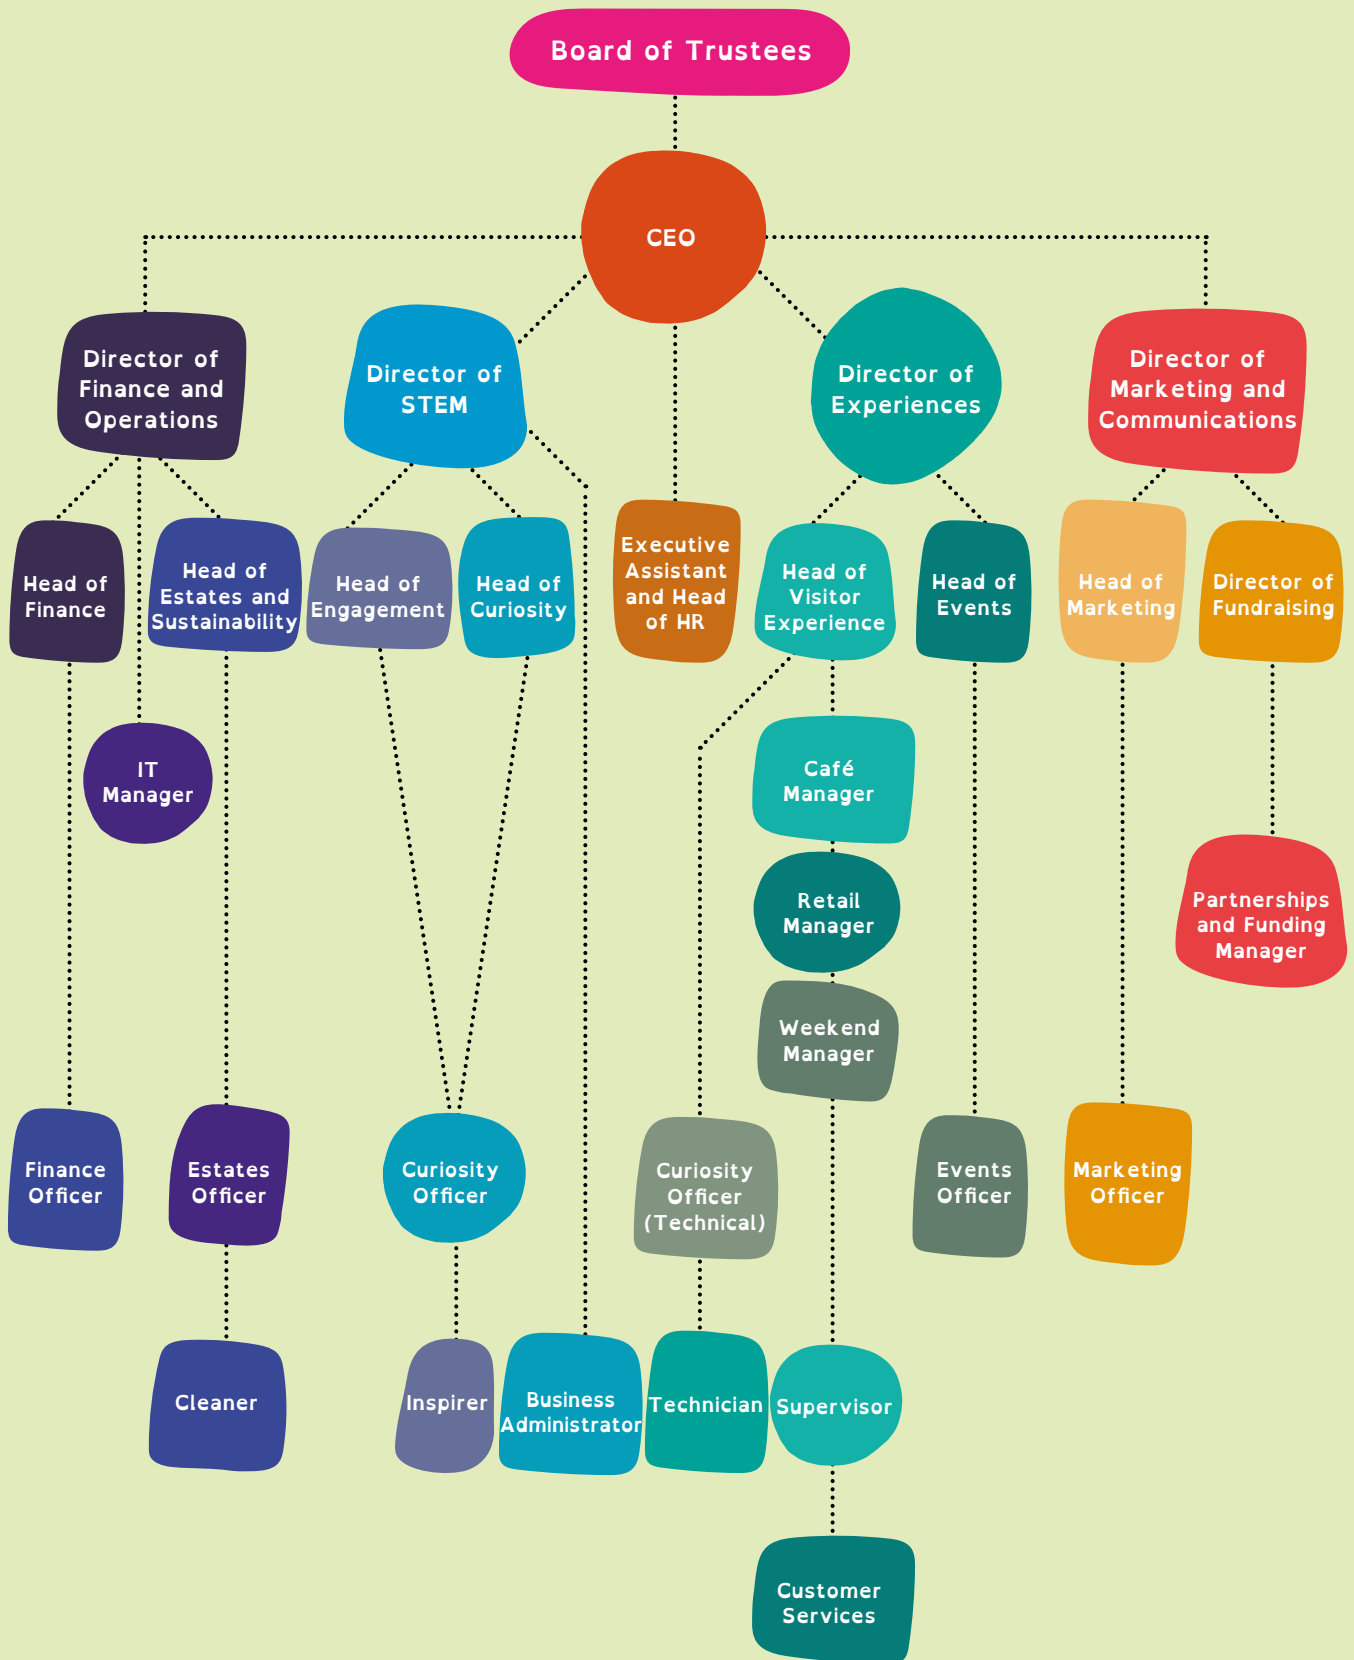 Board of Trustees
CEO
Director of
Finance and
Operations
Director of
STEM
Director of
Experiences
Director of
Marketing and
Communications
Head of
Finance
Head of
Estates and
Sustainability
Head of
Engagement
Head of
Curiosity
Executive
Assistant
and Head
of HR
Head of
Visitor
Experience
Head of
Events
Head of
Marketing
Director of
Fundraising
IT
Manager
Café
Manager
Retail
Manager
Partnerships
and Funding
Manager
Weekend
Manager
Finance
Officer
Estates
Officer
Curiosity
Officer
Curiosity
Officer
(Technical)
Events
Officer
Marketing
Officer
Cleaner
Inspirer
Business
Administrator
Technician
Supervisor
Customer
Services